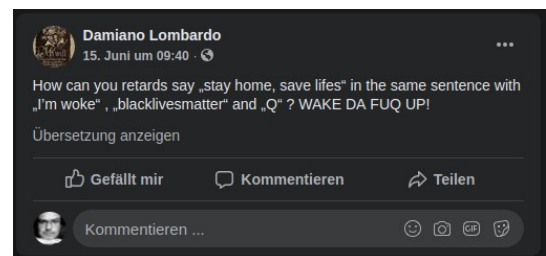 Damiano Lombardo
15. Juni um 09:40 ·
How can you retards say „stay home, save lifes“ in the same sentence with
„I'm woke“ , „blacklivesmatter“ and „Q“ ? WAKE DA FUQ UP!
Übersetzung anzeigen
Gefällt mir Kommentieren Teilen
Kommentieren ... GIF